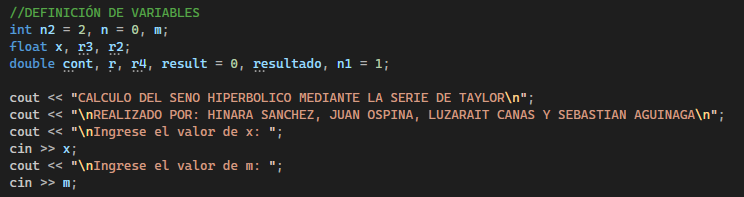 //DEFINICIÓN DE VARIABLES
int n2 = 2, n = 0, m;
float x, r3, r2;
double cont, r, r4, result = 0, resultado, n1 = 1;
cout << "CALCULO DEL SENO HIPERBOLICO MEDIANTE LA SERIE DE TAYLOR\n";
cout << "\nREALIZADO POR: HINARA SANCHEZ, JUAN OSPINA, LUZARAIT CANAS Y SEBASTIAN AGUINAGA\n";
cout << "\nIngrese el valor de x: ";
cin >> x;
cout << "\nIngrese el valor de m: ";
cin >> m;